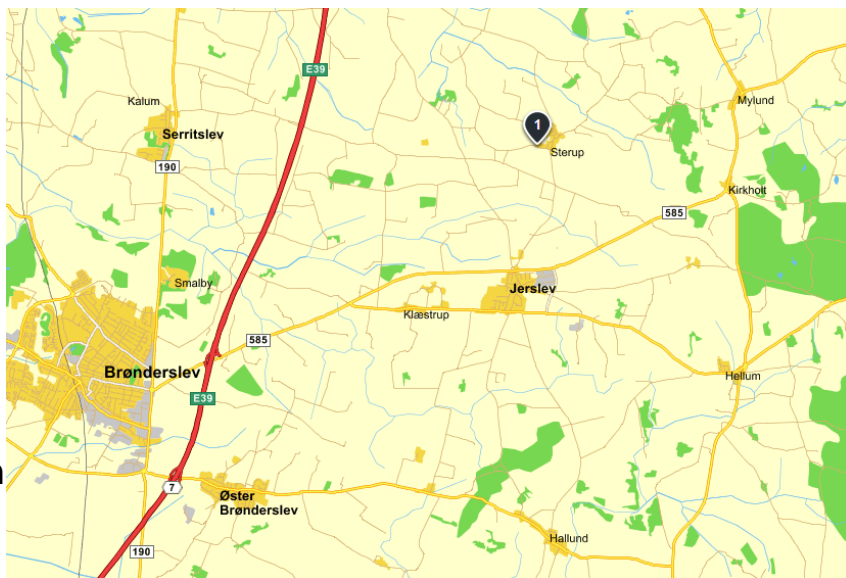 E39
Mylund
Kalum
Serritslev
1
Sterup
190
Kirkholt
585
Smalby
Jerslev
Klæstrup
585
Brønderslev
Hellum
E39
n
7
Øster
Brønderslev
Hallund
190